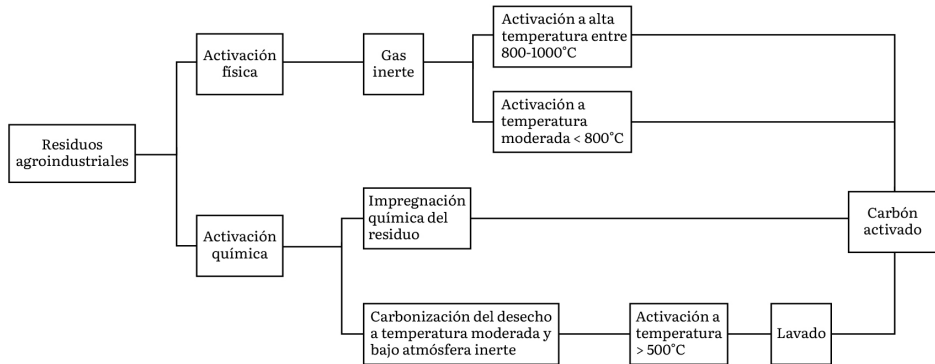 Residuos
agroindustriales
Activación
física
Gas
inerte
Activación a alta
temperatura entre
800-1000°C
Activación a
temperatura
moderada < 800°C
Activación
química
Impregnación
química del
residuo
Carbonización del desecho
a temperatura moderada y
bajo atmósfera inerte
Activación a
temperatura
> 500°C
Lavado
Carbón
activado